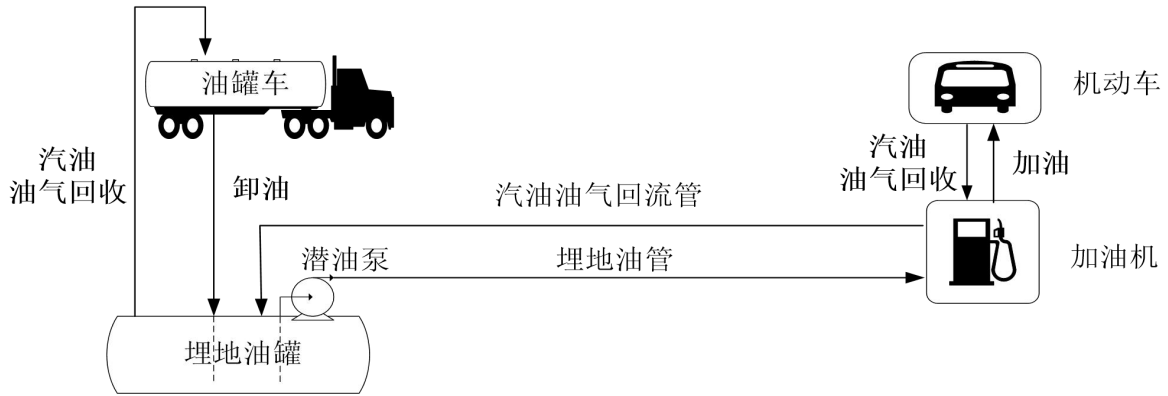 油罐车
机动车
汽油
油气回收
卸油
汽油
油气回收
加油
汽油油气回流管
潜油泵
埋地油管
加油机
埋地油罐